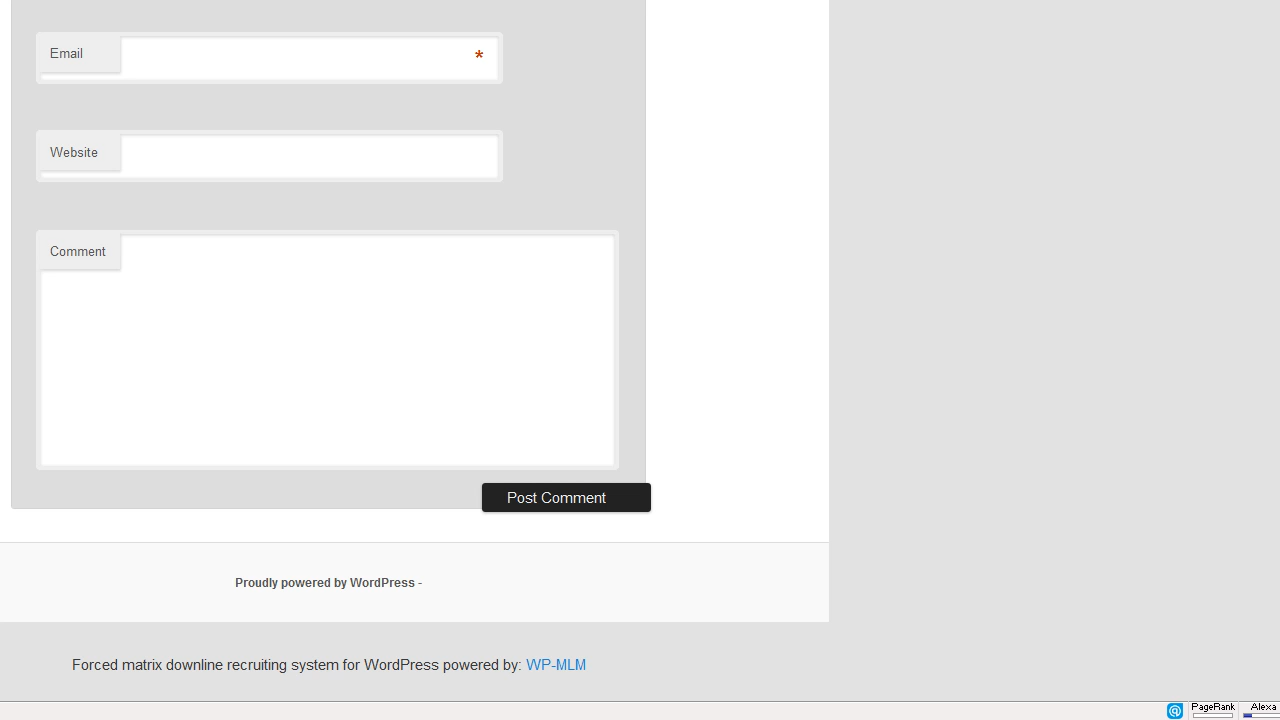 Email
*
Website
Comment
Post Comment
Proudly powered by WordPress -
Forced matrix downline recruiting system for WordPress powered by: WP-MLM
@ PageRank Alexa